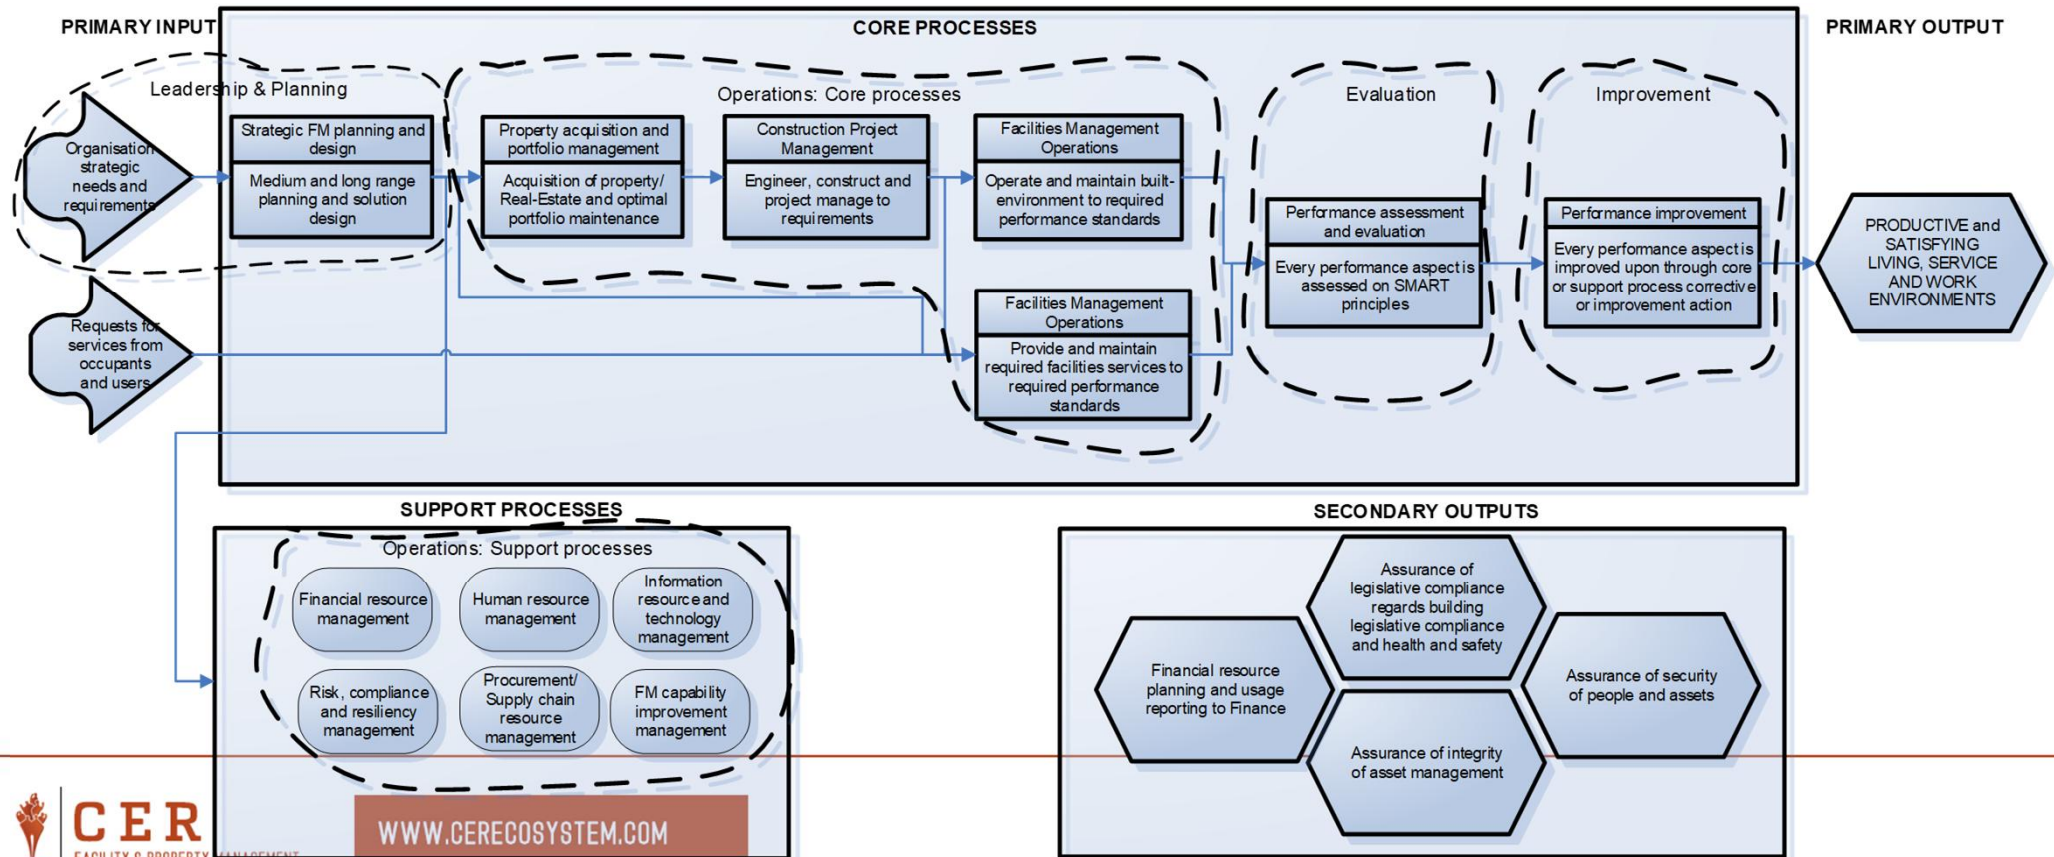 PRIMARY INPUT
CORE PROCESSES
PRIMARY OUTPUT
Leadership & Planning
Operations: Core processes
Evaluation
Improvement
Organisation
strategic
needs and
requirements
Strategic FM planning and
design
Medium and long range
planning and solution
design
Property acquisition and
portfolio management
Acquisition of property/
Real-Estate and optimal
portfolio maintenance
Construction Project
Management
Engineer, construct and
project manage to
requirements
Facilities Management
Operations
Operate and maintain built-
environment to required
performance standards
Performance assessment
and evaluation
Every performance aspect is
assessed on SMART
principles
Performance improvement
Every performance aspect is
improved upon through core
or support process corrective
or improvement action
PRODUCTIVE and
SATISFYING
LIVING, SERVICE
AND WORK
ENVIRONMENTS
Requests for
services from
occupants
and users
Facilities Management
Operations
Provide and maintain
required facilities services to
required performance
standards
SUPPORT PROCESSES
Operations: Support processes
Financial resource
management
Human resource
management
Information
resource and
technology
management
Risk, compliance
and resiliency
management
Procurement/
Supply chain
resource
management
FM capability
improvement
management
SECONDARY OUTPUTS
Financial resource
planning and usage
reporting to Finance
Assurance of
legislative compliance
regards building
legislative compliance
and health and safety
Assurance of integrity
of asset management
Assurance of security
of people and assets
CER
FACILITY & PROPERTY MANAGEMENT
WWW.CERECOSYSTEM.COM